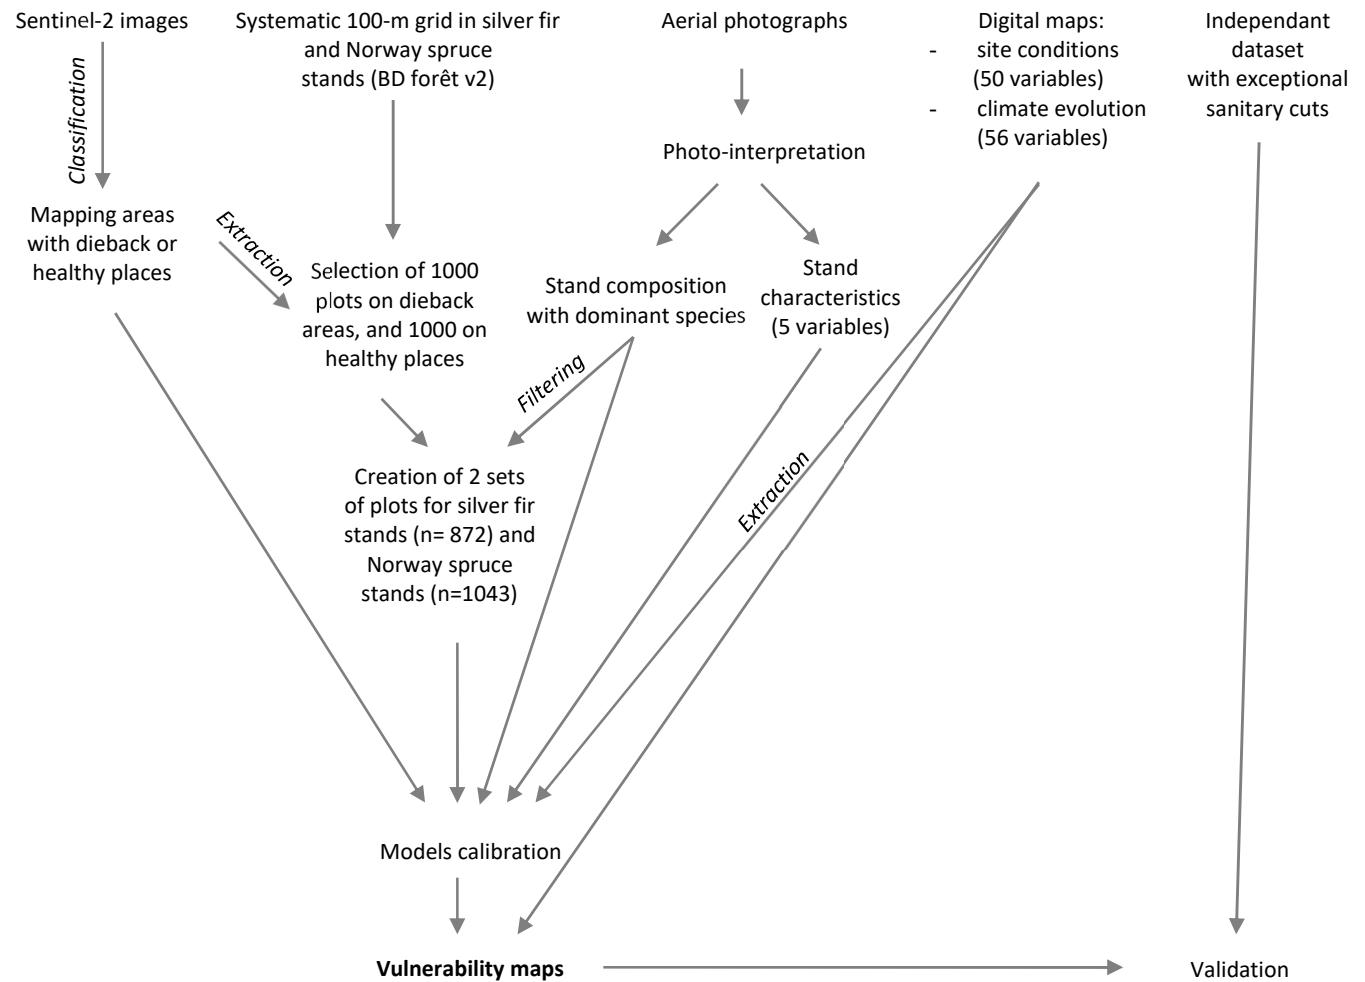 Sentinel-2 images
Classification
Mapping areas
with dieback or
healthy places
Extraction
Systematic 100-m grid in silver fir
and Norway spruce
stands (BD forêt v2)
Selection of 1000
plots on dieback
areas, and 1000 on
healthy places
Aerial photographs
Photo-interpretation
Stand composition
with dominant species
Stand
characteristics
(5 variables)
Filtering
Creation of 2 sets
of plots for silver fir
stands (n= 872) and
Norway spruce
stands (n=1043)
Digital maps:
- site conditions
(50 variables)
- climate evolution
(56 variables)
Extraction
Independant
dataset
with exceptional
sanitary cuts
Models calibration
Vulnerability maps
Validation